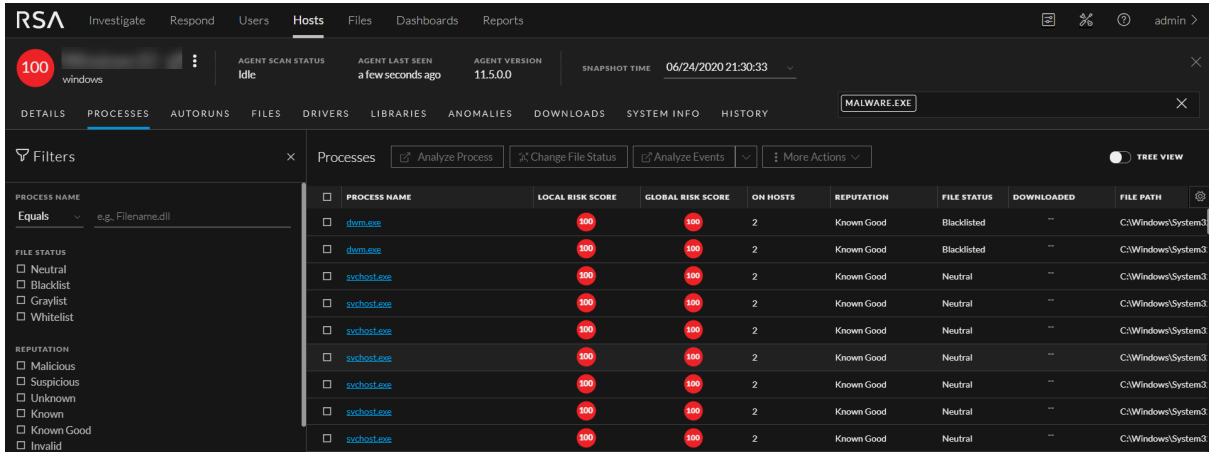 RSA Investigate Respond Users Hosts Files Dashboards Reports admin >
100 windows
AGENT SCAN STATUS
Idle
AGENT LAST SEEN
a few seconds ago
AGENT VERSION
11.5.0.0
SNAPSHOT TIME 06/24/2020 21:30:33
DETAILS PROCESSES AUTORUNS FILES DRIVERS LIBRARIES ANOMALIES DOWNLOADS SYSTEM INFO HISTORY
MALWARE.EXE
Filters
PROCESS NAME
Equals e.g., Filename.dll
FILE STATUS
Neutral
Blacklist
Graylist
Whitelist
REPUTATION
Malicious
Suspicious
Unknown
Known
Known Good
Invalid
Processes Analyze Process Change File Status Analyze Events More Actions TREE VIEW
PROCESS NAME LOCAL RISK SCORE GLOBAL RISK SCORE ON HOSTS REPUTATION FILE STATUS DOWNLOADED FILE PATH
dwm.exe 100 100 2 Known Good Blacklisted -- C:\Windows\System3
dwm.exe 100 100 2 Known Good Blacklisted -- C:\Windows\System3
svchost.exe 100 100 2 Known Good Neutral -- C:\Windows\System3
svchost.exe 100 100 2 Known Good Neutral -- C:\Windows\System3
svchost.exe 100 100 2 Known Good Neutral -- C:\Windows\System3
svchost.exe 100 100 2 Known Good Neutral -- C:\Windows\System3
svchost.exe 100 100 2 Known Good Neutral -- C:\Windows\System3
svchost.exe 100 100 2 Known Good Neutral -- C:\Windows\System3
svchost.exe 100 100 2 Known Good Neutral -- C:\Windows\System3